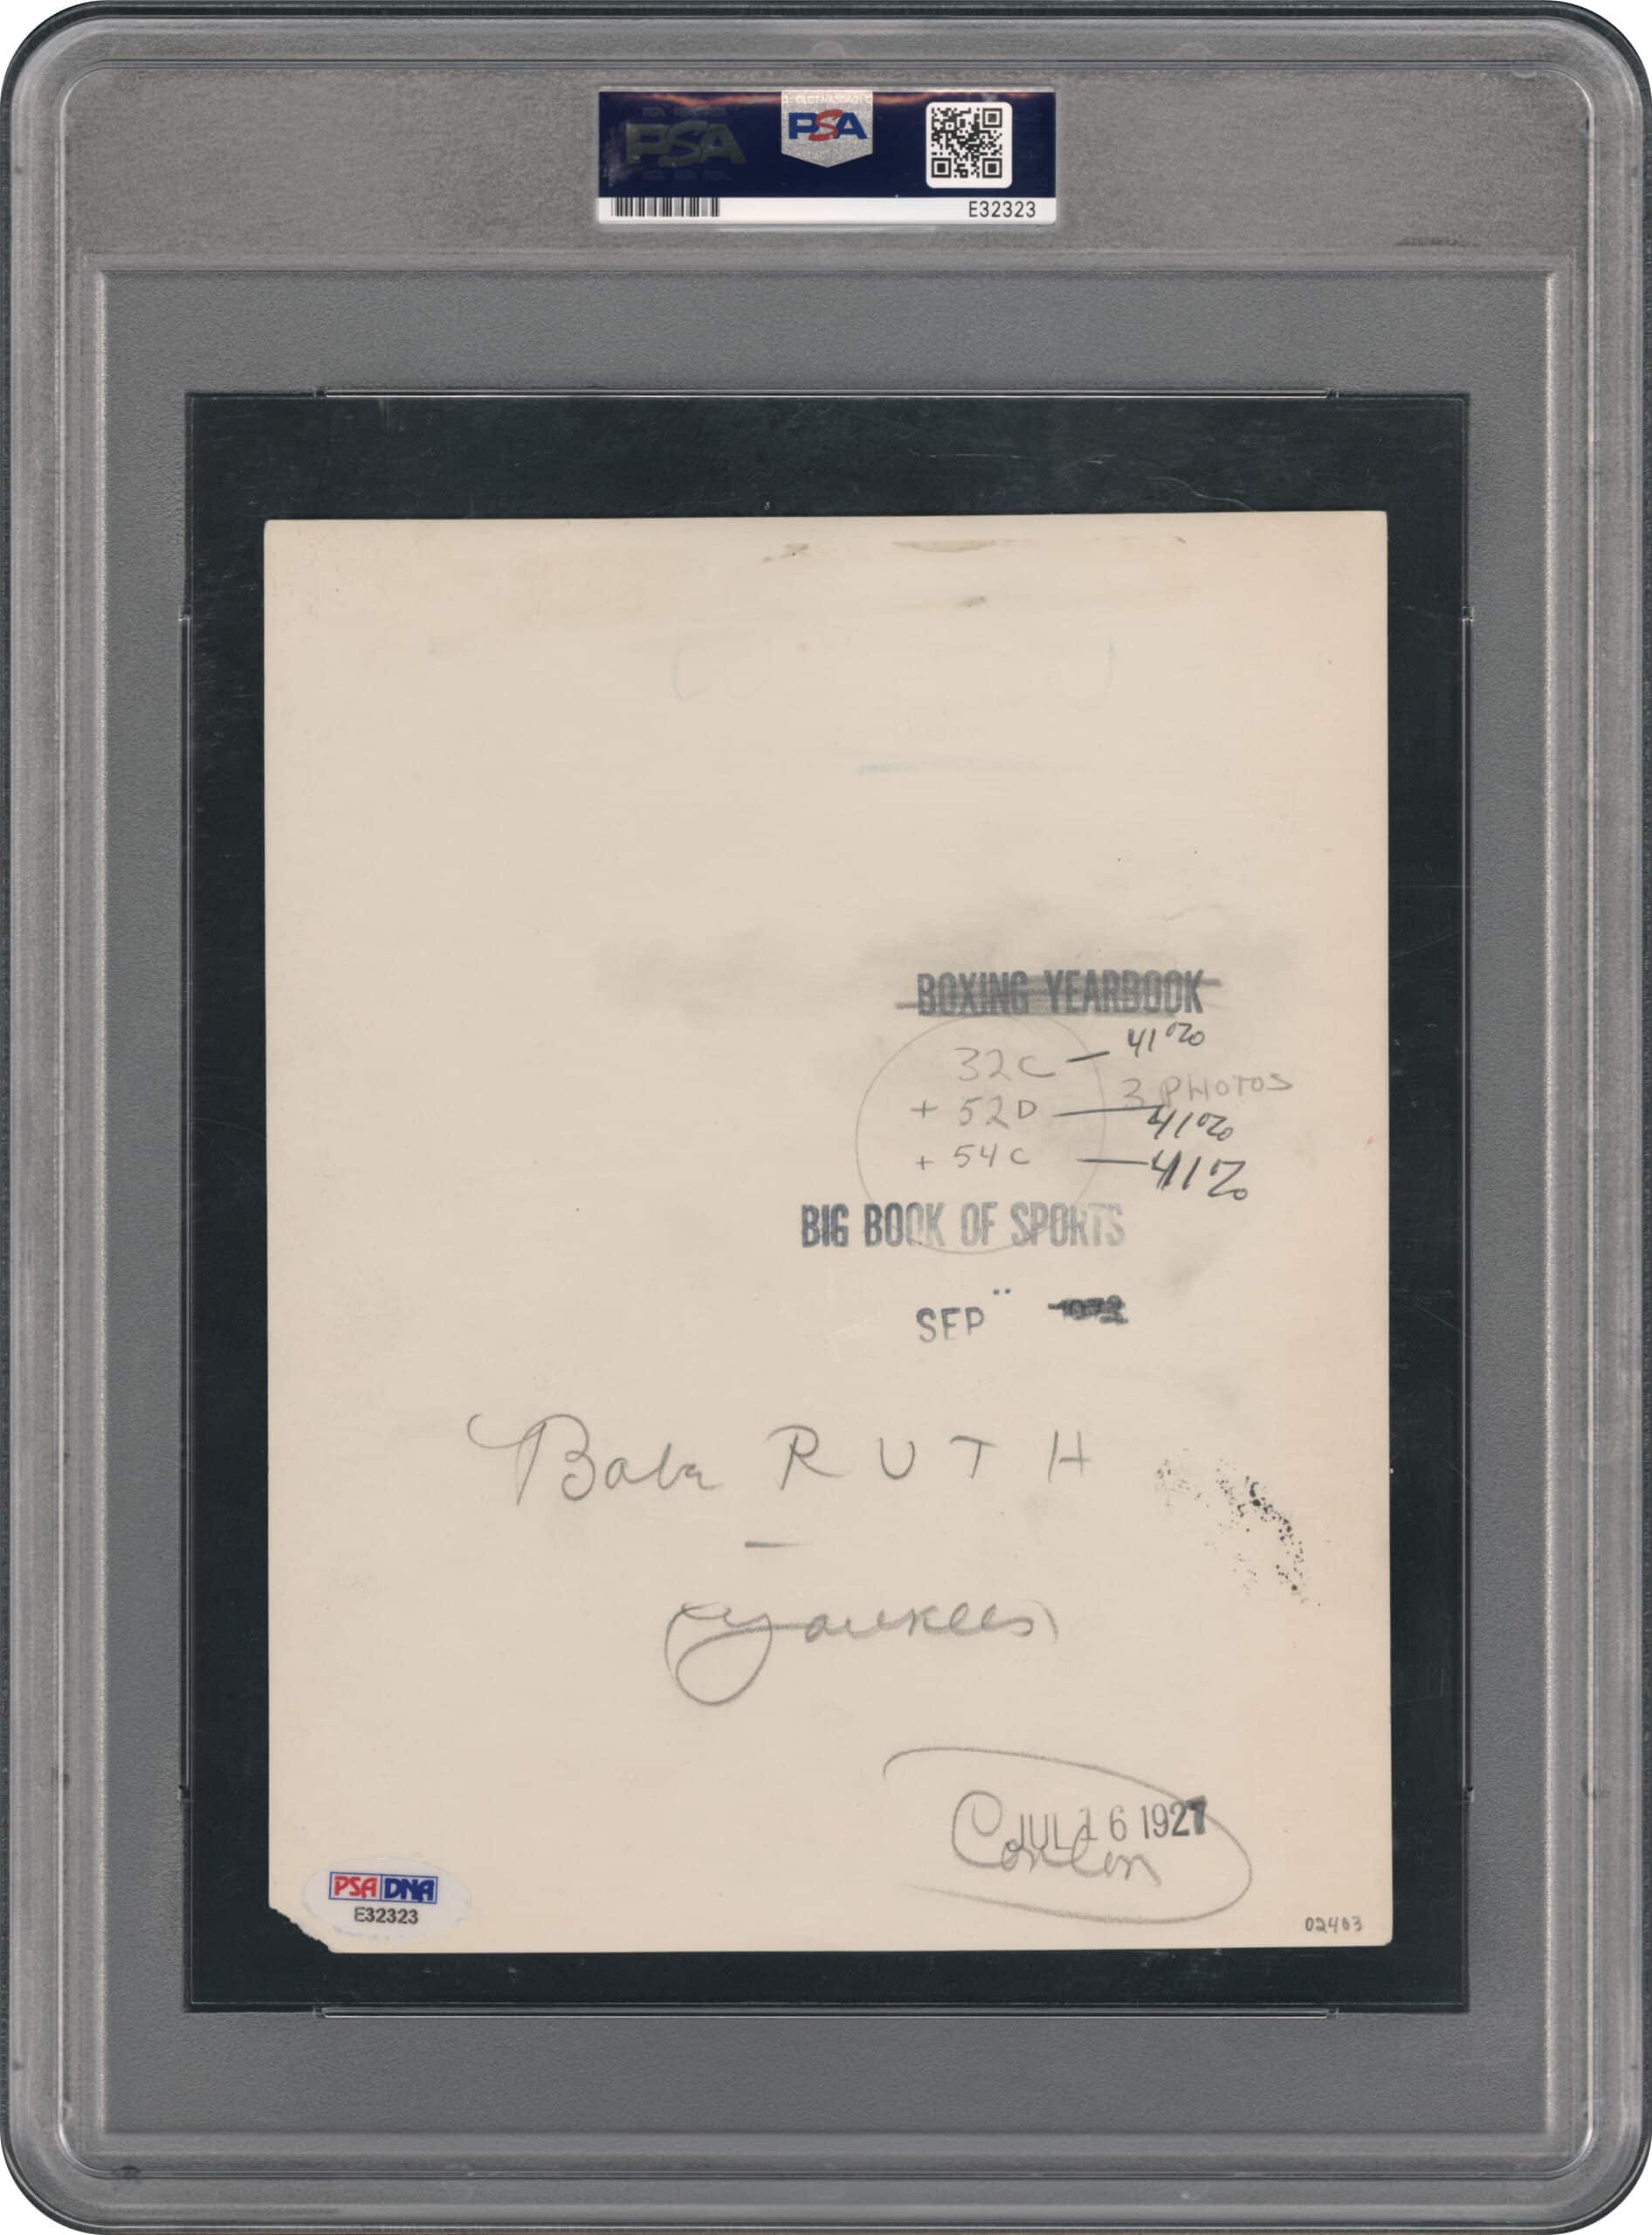 PSA
PSA
E32323
BOXING YEARBOOK
32C — 41%
3 PHOTOS
+ 52D — 41%
+ 54C — 41%
BIG BOOK OF SPORTS
SEP
Babe RUTH
—
(Yankees)
JUL 16 1927
Conlon
PSA DNA
E32323
02403